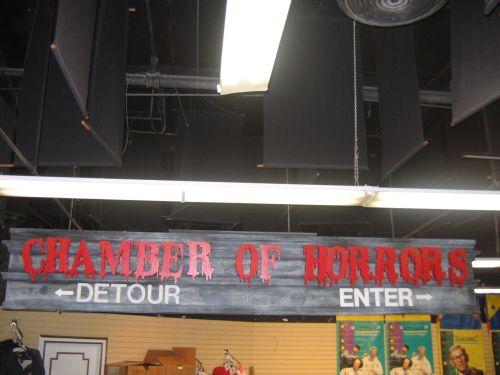 CHAMBER OF HORRORS
←DETOUR ENTER→